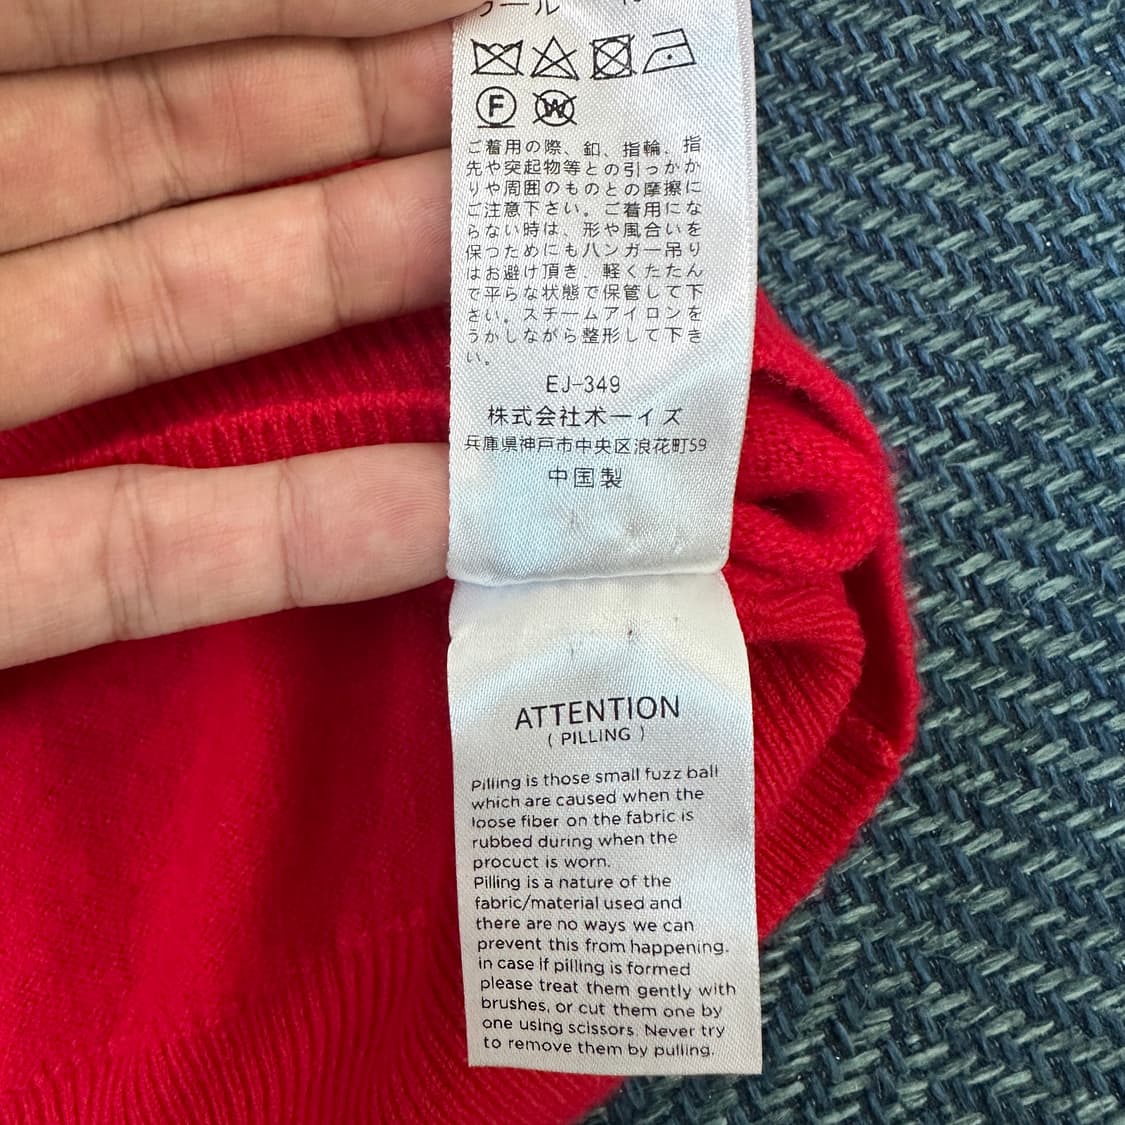 ウール
F
W
ご着用の際、釦、指輪、指
先や突起物等との引っかか
りや周囲のものとの摩擦に
ご注意下さい。ご着用にな
らない時は、形や風合いを
保つためにもハンガー吊り
はお避け頂き、軽くたたん
で平らな状態で保管して下
さい。スチームアイロンを
うかしながら整形して下さ
い。
EJ-349
株式会社木ーイズ
兵庫県神戸市中央区浪花町59
中国製
ATTENTION
( PILLING )
Pilling is those small fuzz ball
which are caused when the
loose fiber on the fabric is
rubbed during when the
procuct is worn.
Pilling is a nature of the
fabric/material used and
there are no ways we can
prevent this from happening.
in case if pilling is formed
please treat them gently with
brushes, or cut them one by
one using scissors. Never try
to remove them by pulling.